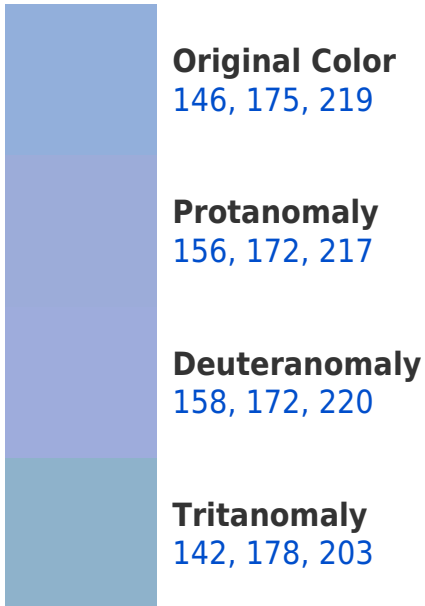 Original Color
146, 175, 219
Protanomaly
156, 172, 217
Deuteranomaly
158, 172, 220
Tritanomaly
142, 178, 203